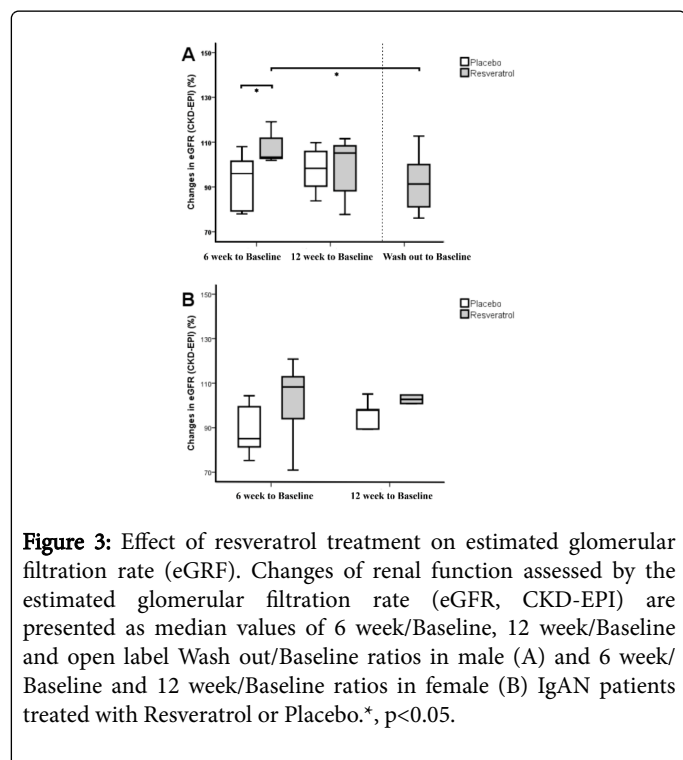 A
Changes in eGFR (CKD-EPI) (%)
150
130
110
90
70
*
*
Placebo
Resveratrol
6 week to Baseline 12 week to Baseline Wash out to Baseline
B
Changes in eGFR (CKD-EPI) (%)
150
130
110
90
70
Placebo
Resveratrol
6 week to Baseline 12 week to Baseline
Figure 3: Effect of resveratrol treatment on estimated glomerular
filtration rate (eGRF). Changes of renal function assessed by the
estimated glomerular filtration rate (eGFR, CKD-EPI) are
presented as median values of 6 week/Baseline, 12 week/Baseline
and open label Wash out/Baseline ratios in male (A) and 6 week/
Baseline and 12 week/Baseline ratios in female (B) IgAN patients
treated with Resveratrol or Placebo.*, p<0.05.